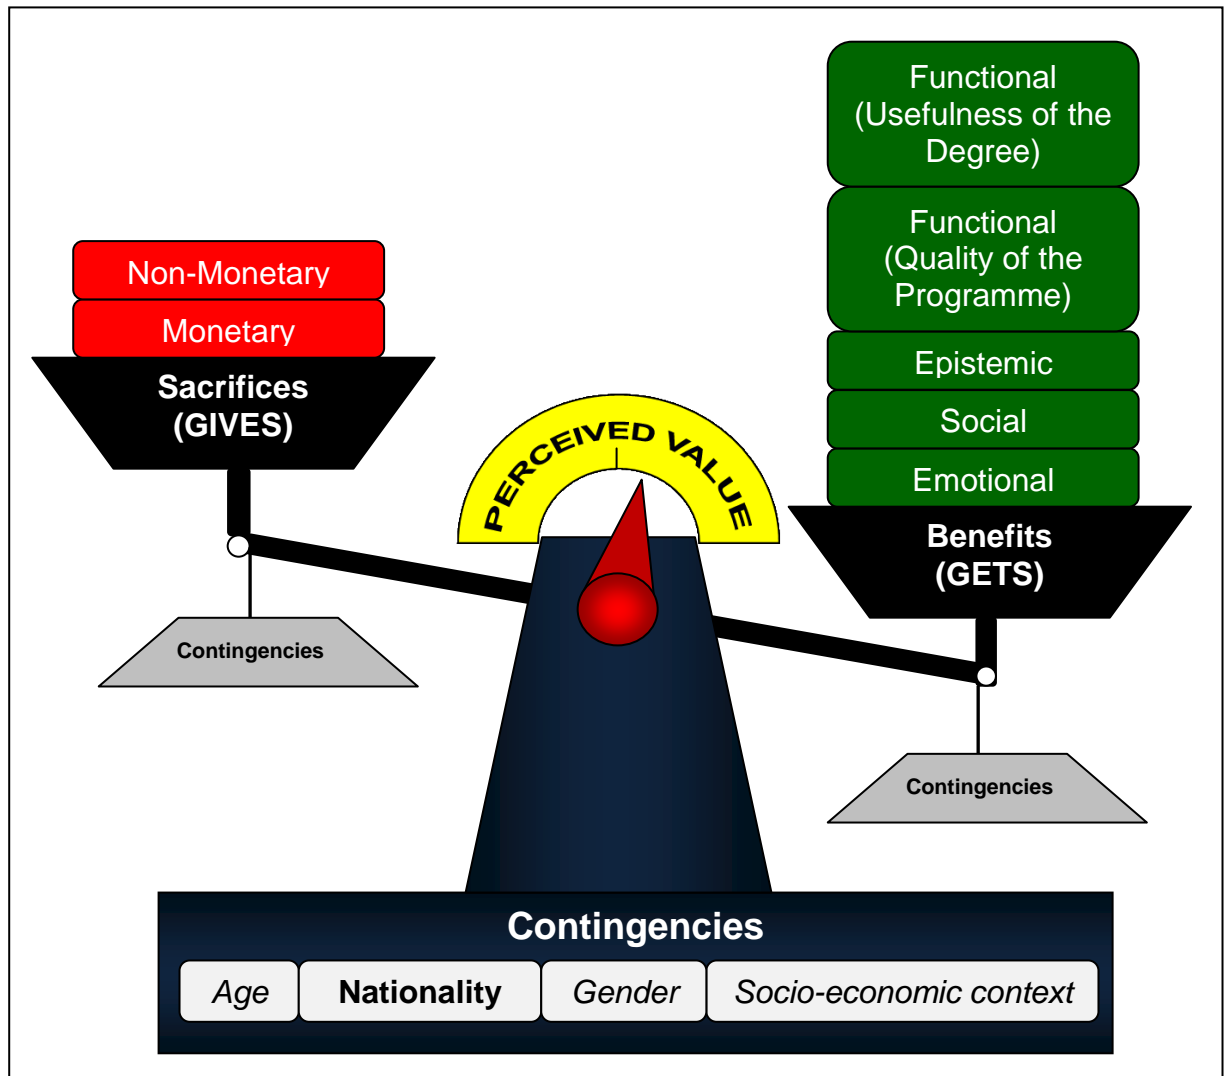 Functional
(Usefulness of the
Degree)
Functional
(Quality of the
Programme)
Non-Monetary
Monetary
Epistemic
Social
Emotional
Sacrifices
(GIVES)
PERCEIVED VALUE
Benefits
(GETS)
Contingencies
Contingencies
Contingencies
Age
Nationality
Gender
Socio-economic context